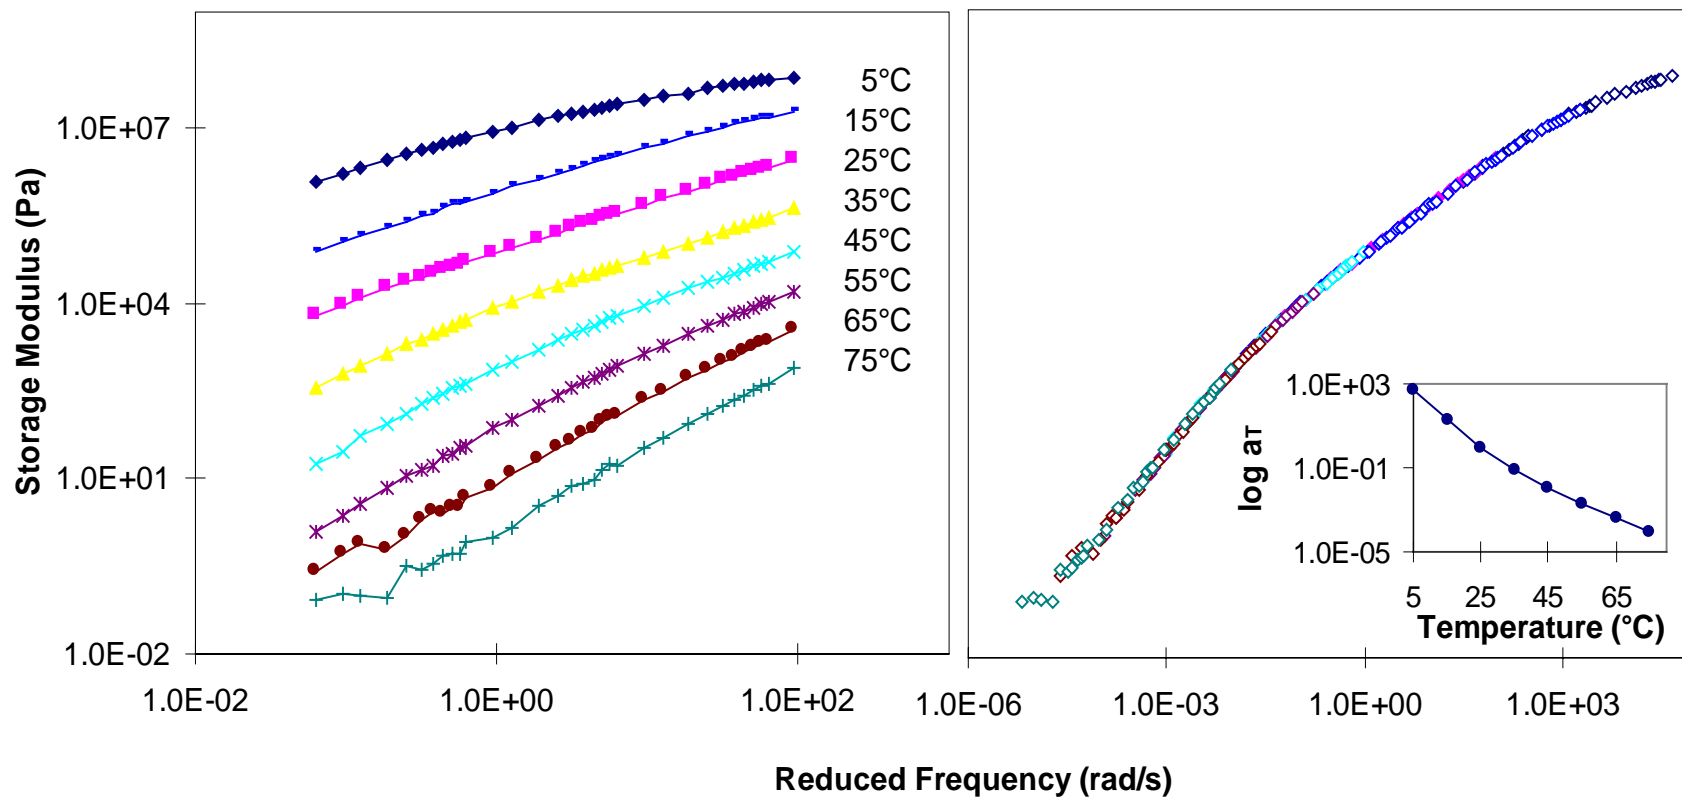 Storage Modulus (Pa)
1.0E+07
1.0E+04
1.0E+01
1.0E-02
1.0E-02
1.0E+00
1.0E+02
5°C
15°C
25°C
35°C
45°C
55°C
65°C
75°C
1.0E-06
1.0E-03
1.0E+00
1.0E+03
log aT
1.0E+03
1.0E-01
1.0E-05
5
25
45
65
Temperature (°C)
Reduced Frequency (rad/s)